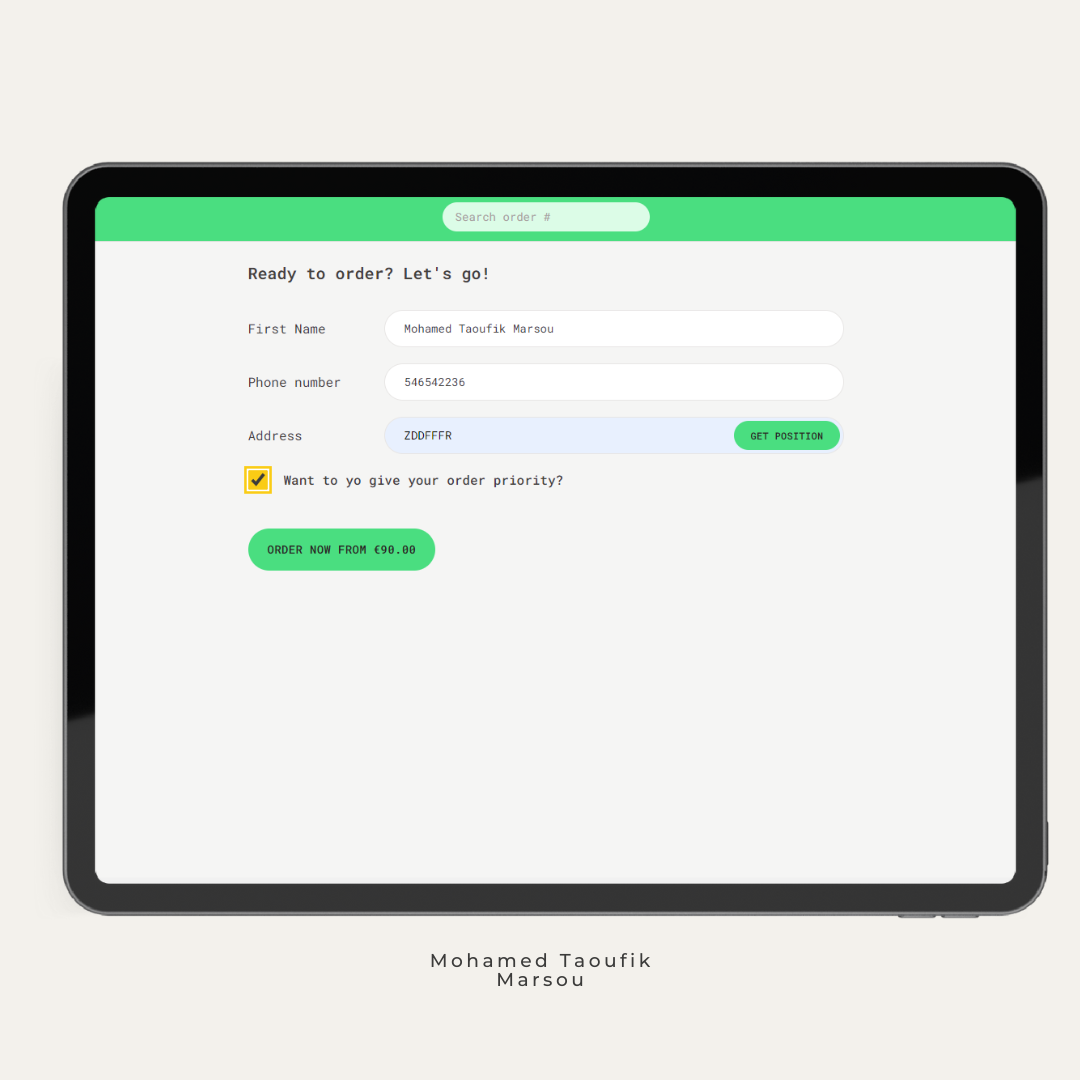 Search order #
Ready to order? Let's go!
First Name
Mohamed Taoufik Marsou
Phone number
546542236
Address
ZDDFFFR
GET POSITION
Want to yo give your order priority?
ORDER NOW FROM €90.00
Mohamed Taoufik
Marsou